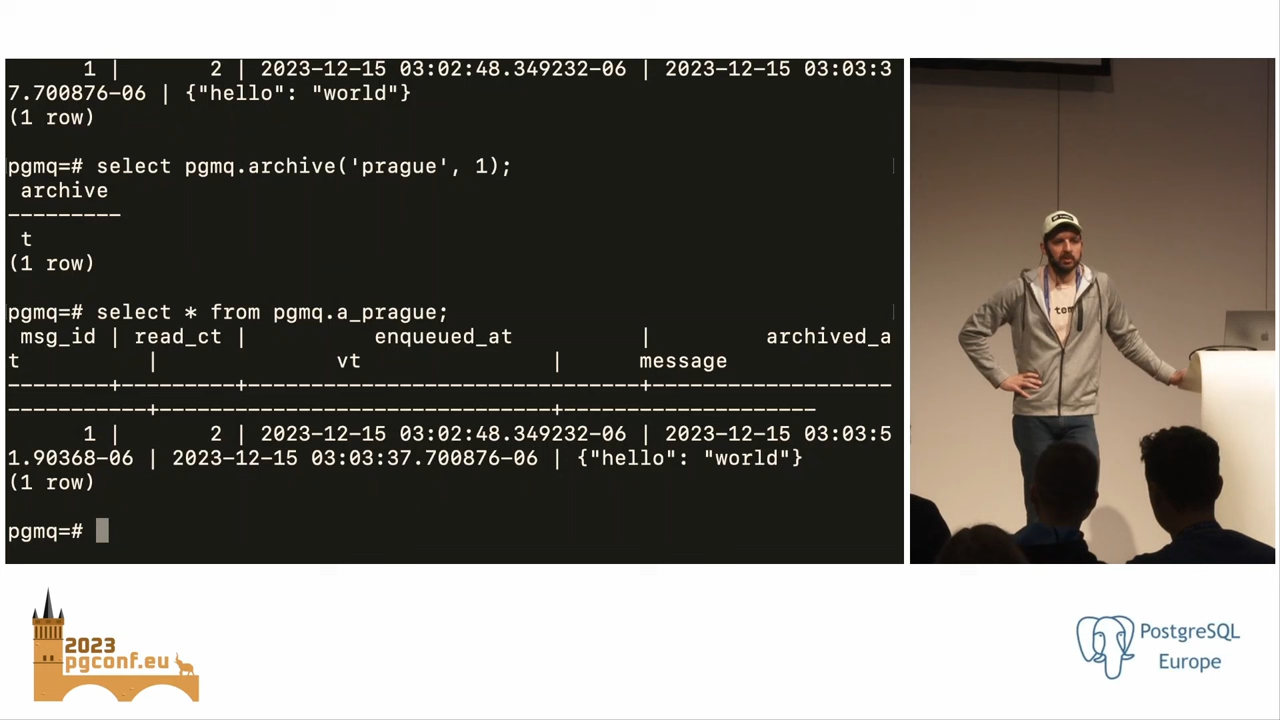 1 | 2 | 2023-12-15 03:02:48.349232-06 | 2023-12-15 03:03:3
7.700876-06 | {"hello": "world"}
(1 row)
pgmq=# select pgmq.archive('prague', 1);
archive
---------
t
(1 row)
pgmq=# select * from pgmq.a_prague;
msg_id | read_ct | enqueued_at | archived_a
t | vt | message
--------+---------+-------------------------------+-------------------
-----------+-------------------------------+--------------------
1 | 2 | 2023-12-15 03:02:48.349232-06 | 2023-12-15 03:03:5
1.90368-06 | 2023-12-15 03:03:37.700876-06 | {"hello": "world"}
(1 row)
pgmq=#
tem
2023
pgconf.eu
PostgreSQL
Europe